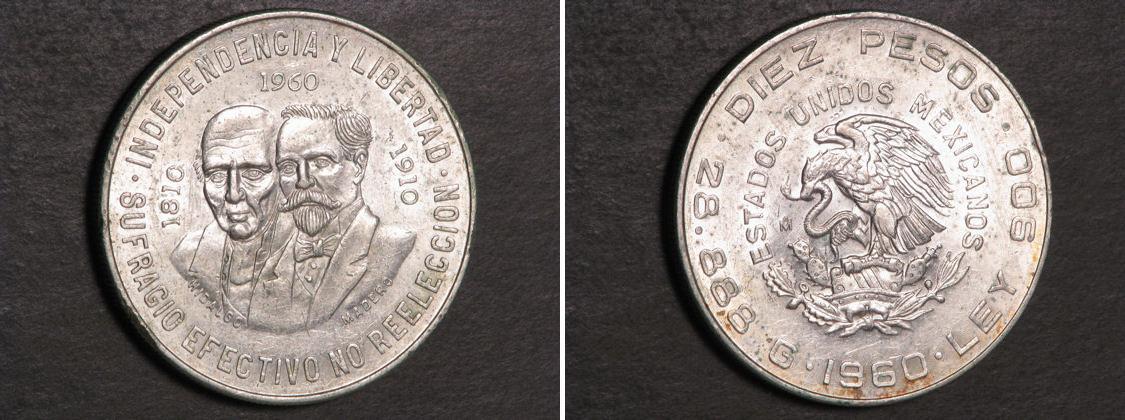 · INDEPENDENCIA Y LIBERTAD ·
SUFRAGIO EFECTIVO NO REELECCION
1960
1810
1910
HIDALGO
MADERO
DIEZ PESOS
28.888 G · 1960 · LEY 900
ESTADOS UNIDOS MEXICANOS
M